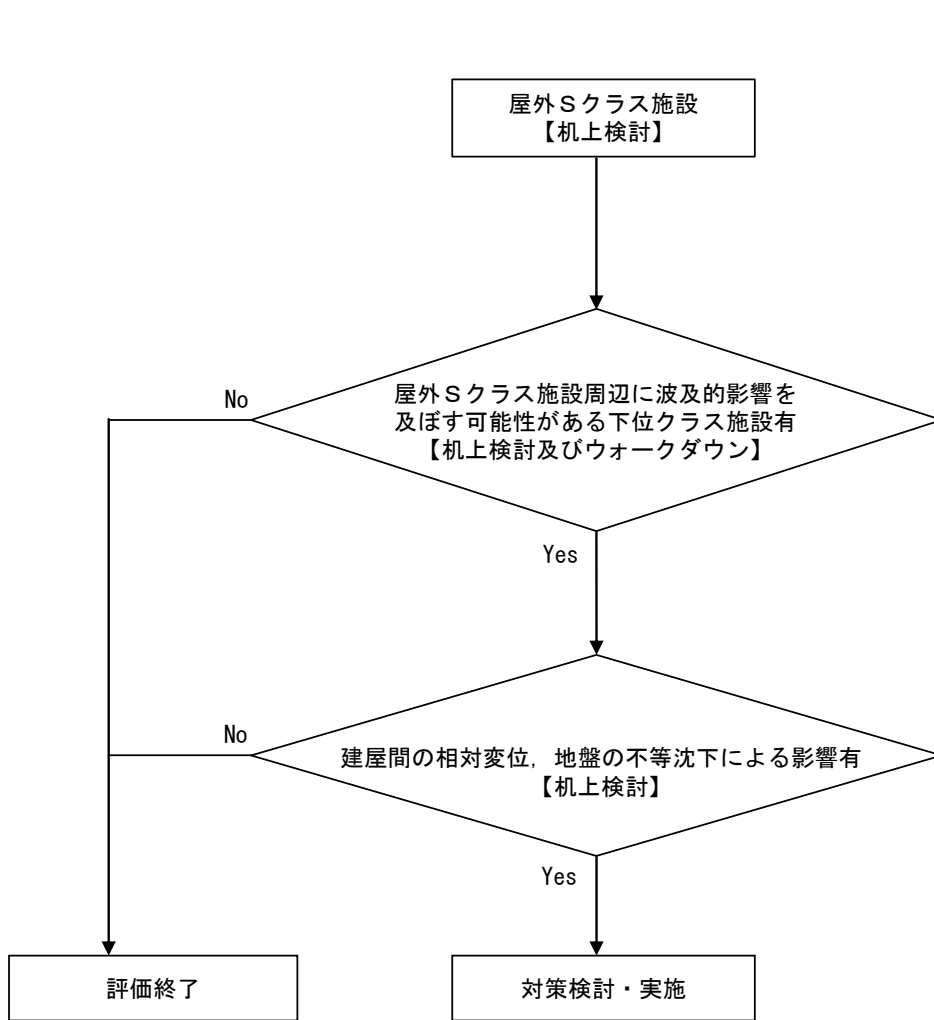 屋外Sクラス施設
【机上検討】
屋外Sクラス施設周辺に波及的影響を
及ぼす可能性がある下位クラス施設有
【机上検討及びウォークダウン】
No
Yes
建屋間の相対変位，地盤の不等沈下による影響有
【机上検討】
No
Yes
評価終了
対策検討・実施